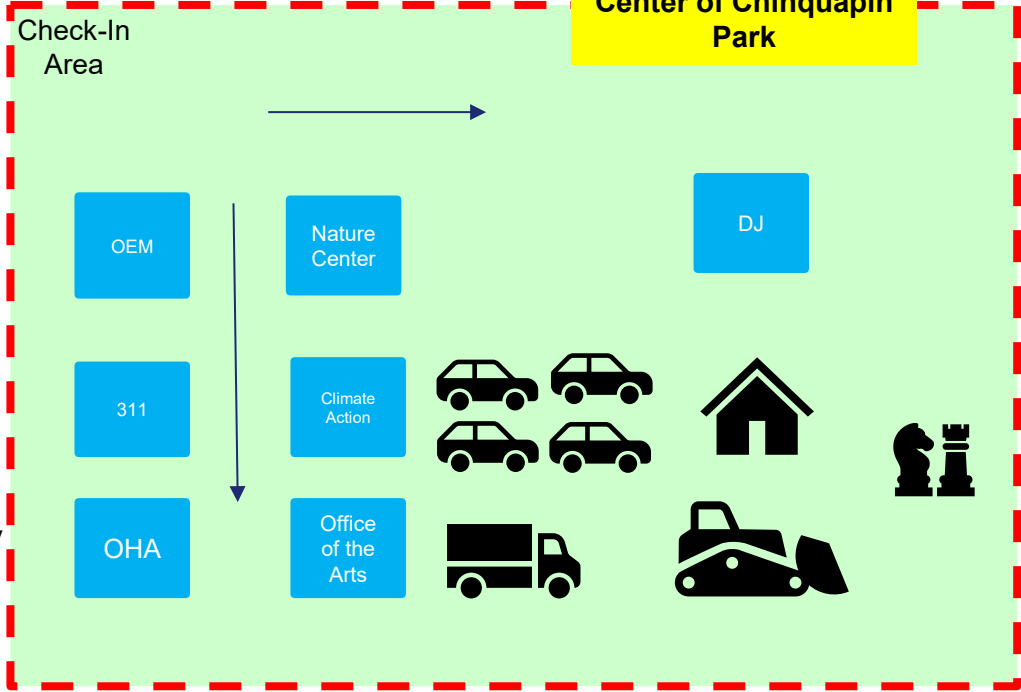 Center of Chinquapin
Park
Check-In
Area
OEM
Nature
Center
DJ
311
Climate
Action
OHA
Office
of the
Arts